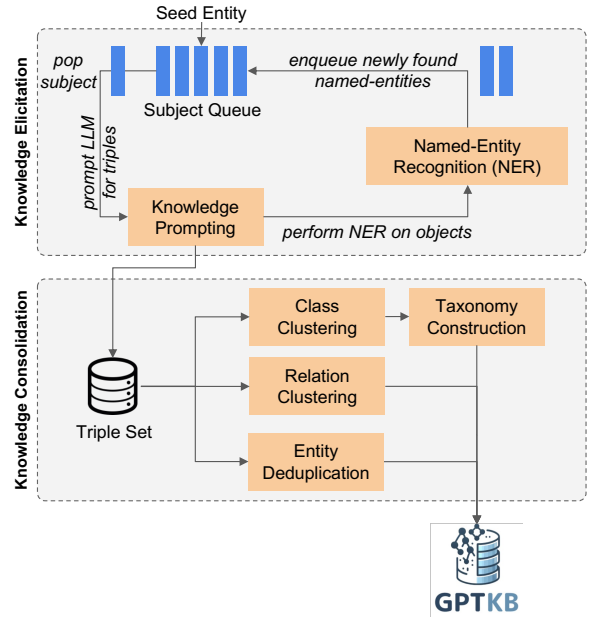 Seed Entity
Knowledge Elicitation
pop
subject
Subject Queue
enqueue newly found
named-entities
prompt LLM
for triples
Named-Entity
Recognition (NER)
Knowledge
Prompting
perform NER on objects
Knowledge Consolidation
Class
Clustering
Taxonomy
Construction
Relation
Clustering
Triple Set
Entity
Deduplication
GPTKB